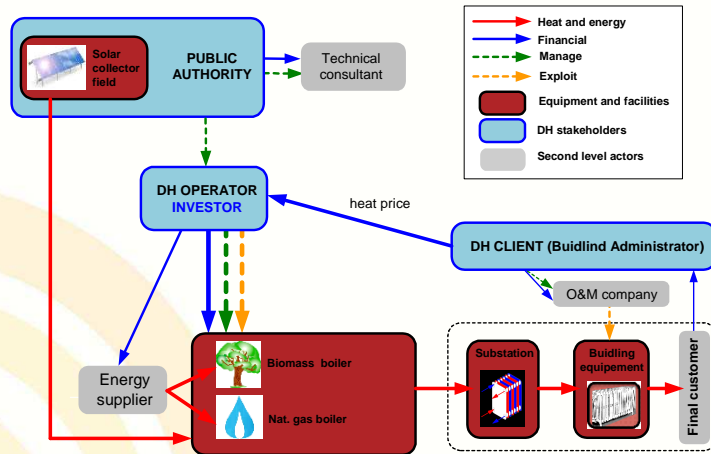 Solar
collector
field
PUBLIC
AUTHORITY
Technical
consultant
Heat and energy
Financial
Manage
Exploit
Equipment and facilities
DH stakeholders
Second level actors
DH OPERATOR
INVESTOR
heat price
DH CLIENT (Buidlind Administrator)
O&M company
Energy
supplier
Biomass boiler
Nat. gas boiler
Substation
Buidling
equipement
Final customer